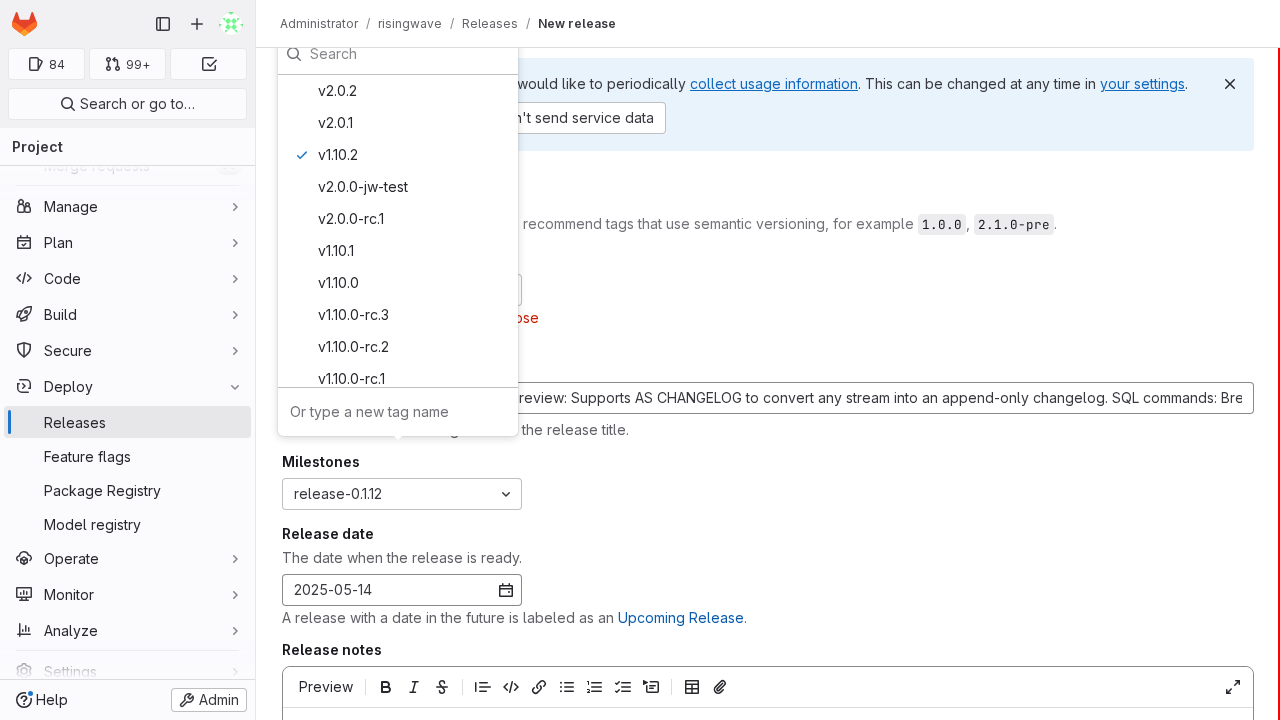 Administrator / risingwave / Releases / New release
84
99+
Search or go to…
Project
Merge requests
Manage
Plan
Code
Build
Secure
Deploy
Releases
Feature flags
Package Registry
Model registry
Operate
Monitor
Analyze
Settings
Help
Admin
Search
v2.0.2
v2.0.1
v1.10.2
v2.0.0-jw-test
v2.0.0-rc.1
v1.10.1
v1.10.0
v1.10.0-rc.3
v1.10.0-rc.2
v1.10.0-rc.1
Or type a new tag name
would like to periodically collect usage information. This can be changed at any time in your settings.
n't send service data
recommend tags that use semantic versioning, for example 1.0.0, 2.1.0-pre.
ose
review: Supports AS CHANGELOG to convert any stream into an append-only changelog. SQL commands: Bre
the release title.
Milestones
release-0.1.12
Release date
The date when the release is ready.
2025-05-14
A release with a date in the future is labeled as an Upcoming Release.
Release notes
Preview